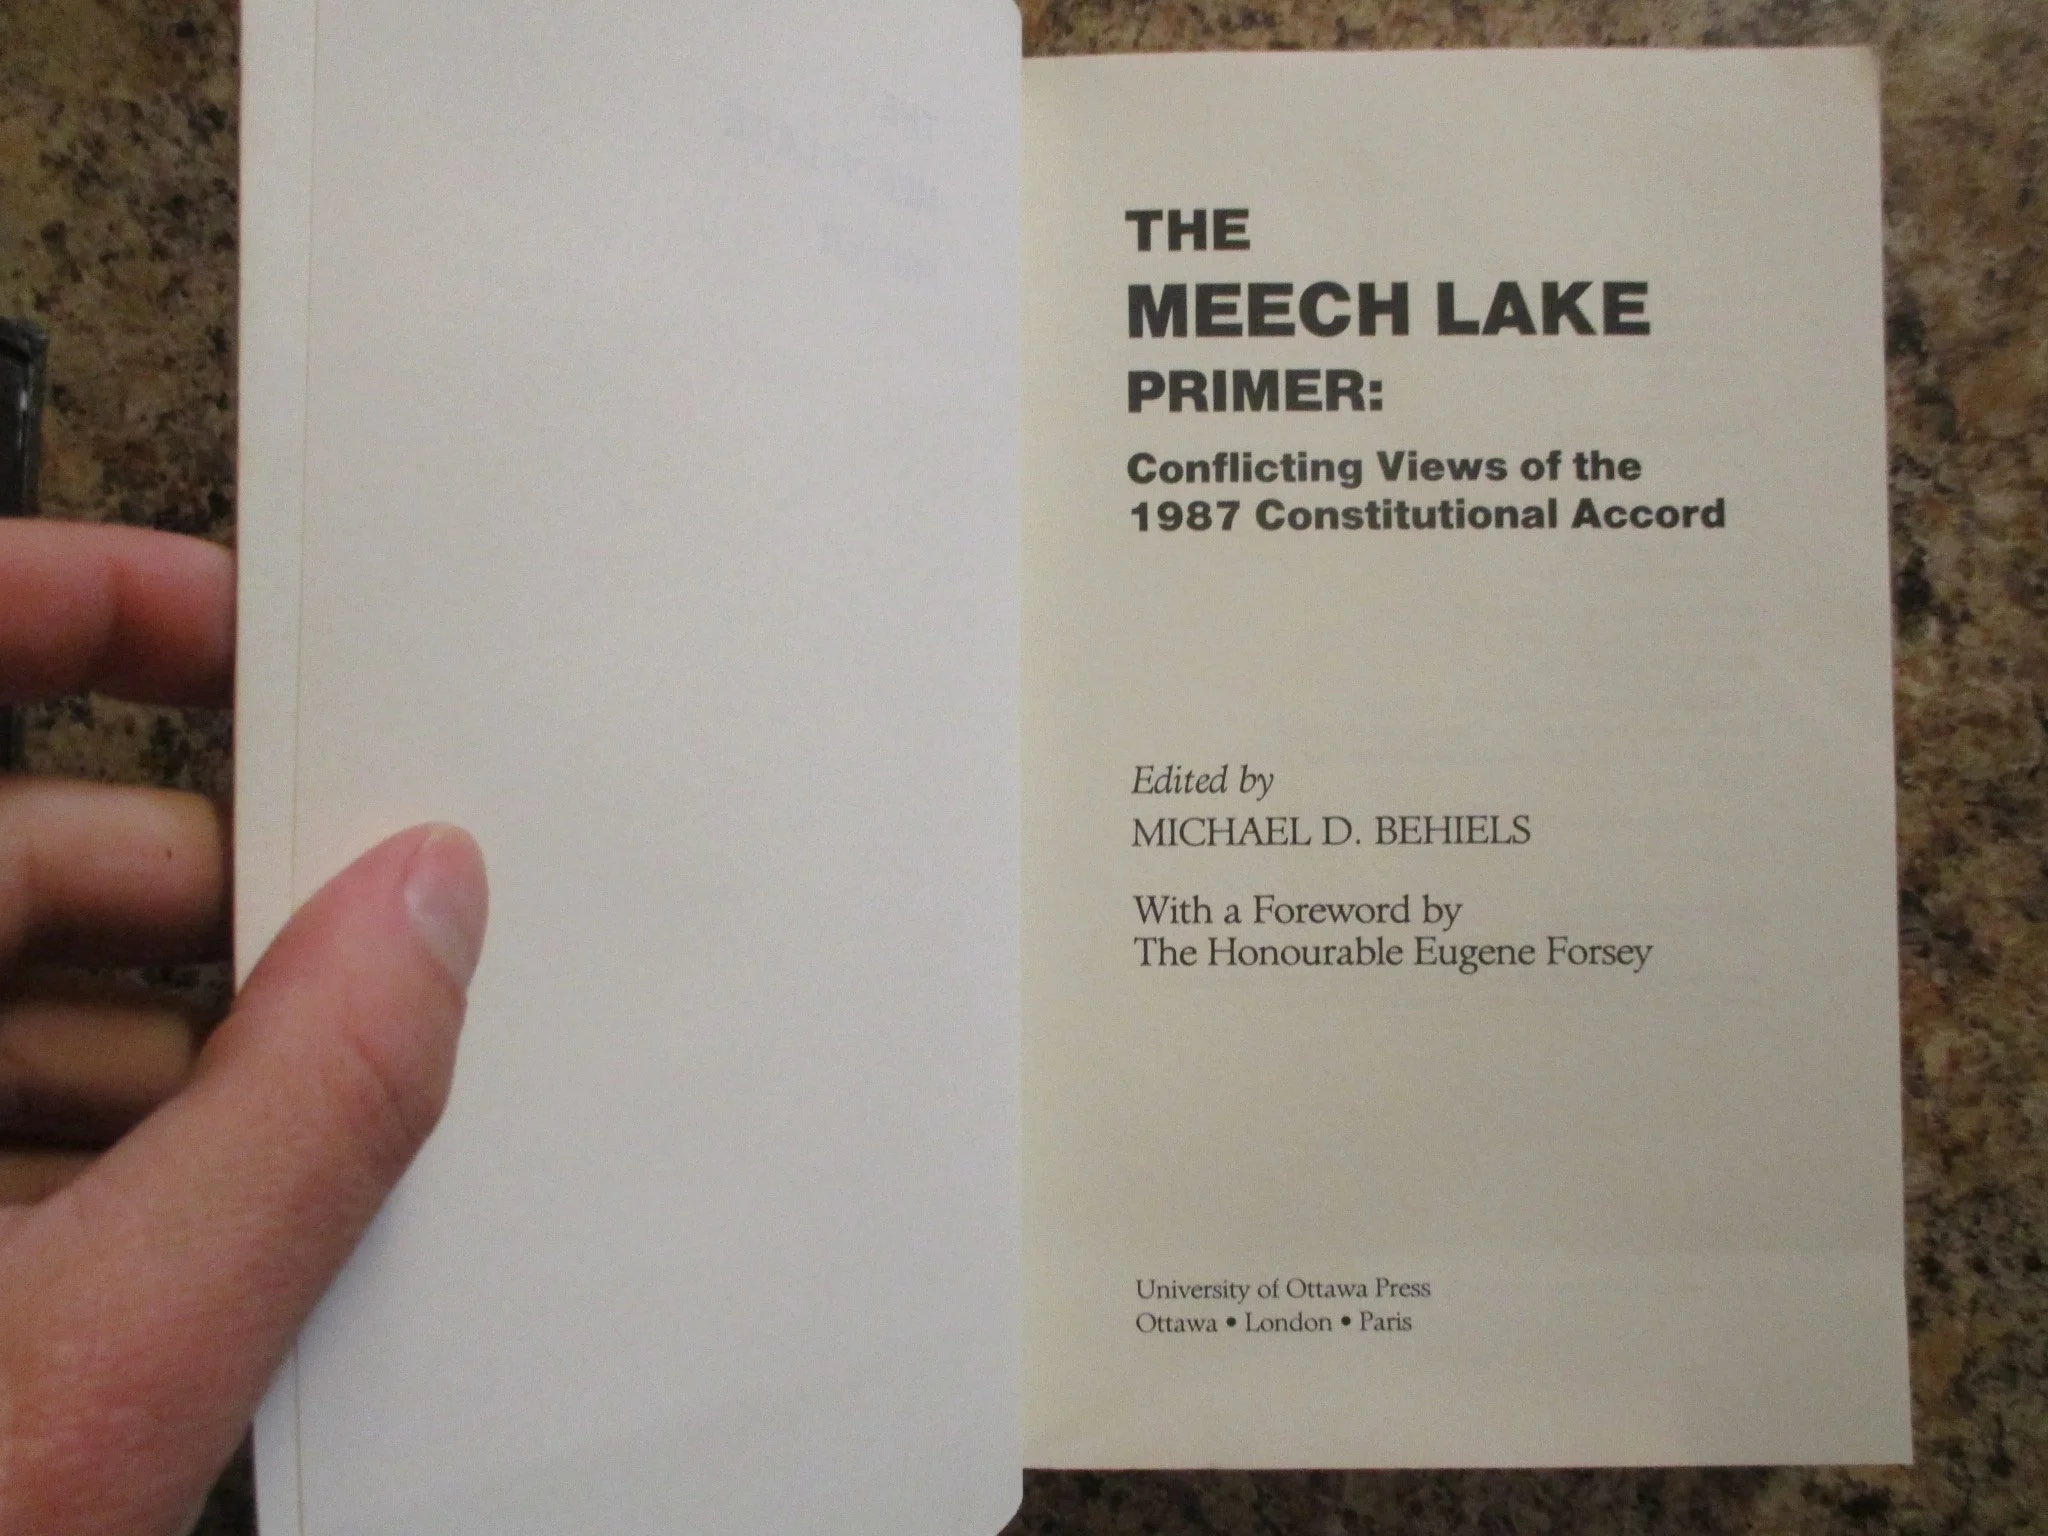 THE
MEECH LAKE
PRIMER:
Conflicting Views of the
1987 Constitutional Accord
Edited by
MICHAEL D. BEHIELS
With a Foreword by
The Honourable Eugene Forsey
University of Ottawa Press
Ottawa • London • Paris